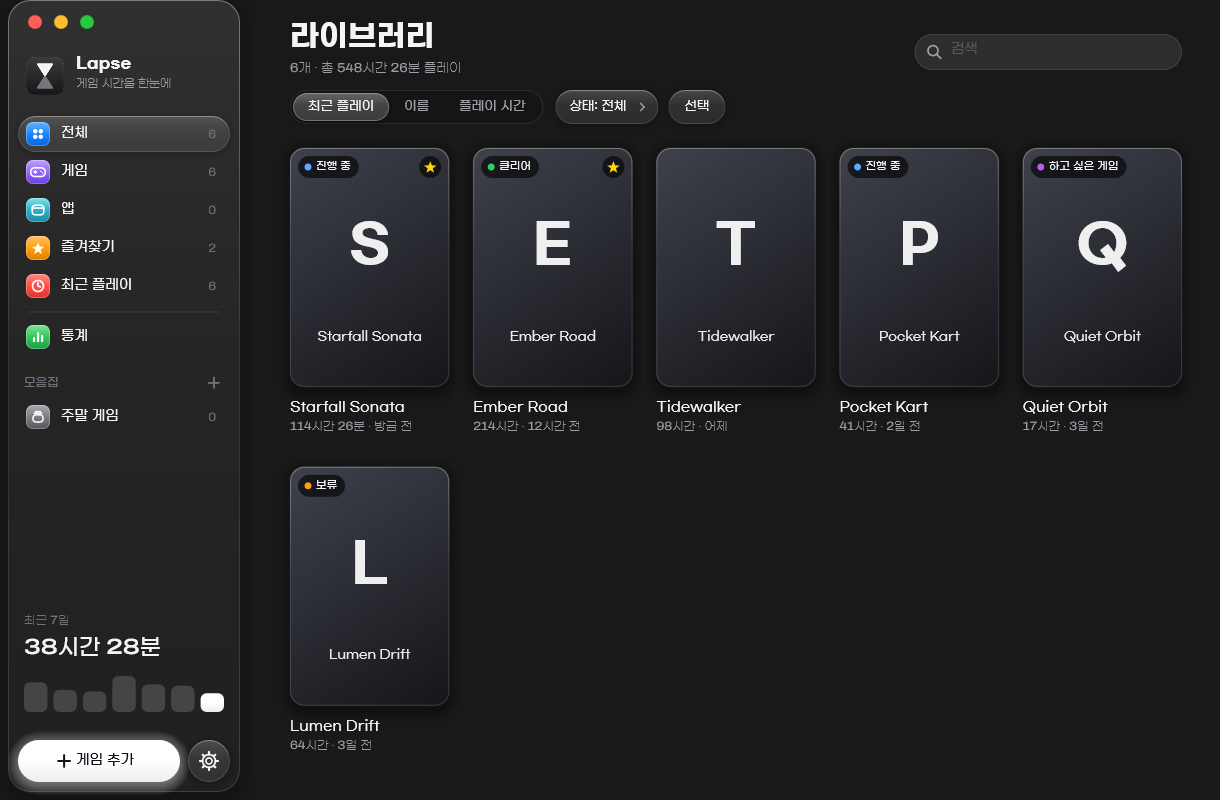 Lapse
게임 시간을 한눈에
전체 6
게임 6
앱 0
즐겨찾기 2
최근 플레이 6
통계
모음집
주말 게임 0
최근 7일
38시간 28분
게임 추가
라이브러리
6개 · 총 548시간 26분 플레이
검색
최근 플레이 이름 플레이 시간 상태: 전체 선택
진행 중
S
Starfall Sonata
Starfall Sonata
114시간 26분 · 방금 전
클리어
E
Ember Road
Ember Road
214시간 · 12시간 전
T
Tidewalker
Tidewalker
98시간 · 어제
진행 중
P
Pocket Kart
Pocket Kart
41시간 · 2일 전
하고 싶은 게임
Q
Quiet Orbit
Quiet Orbit
17시간 · 3일 전
보류
L
Lumen Drift
Lumen Drift
64시간 · 3일 전